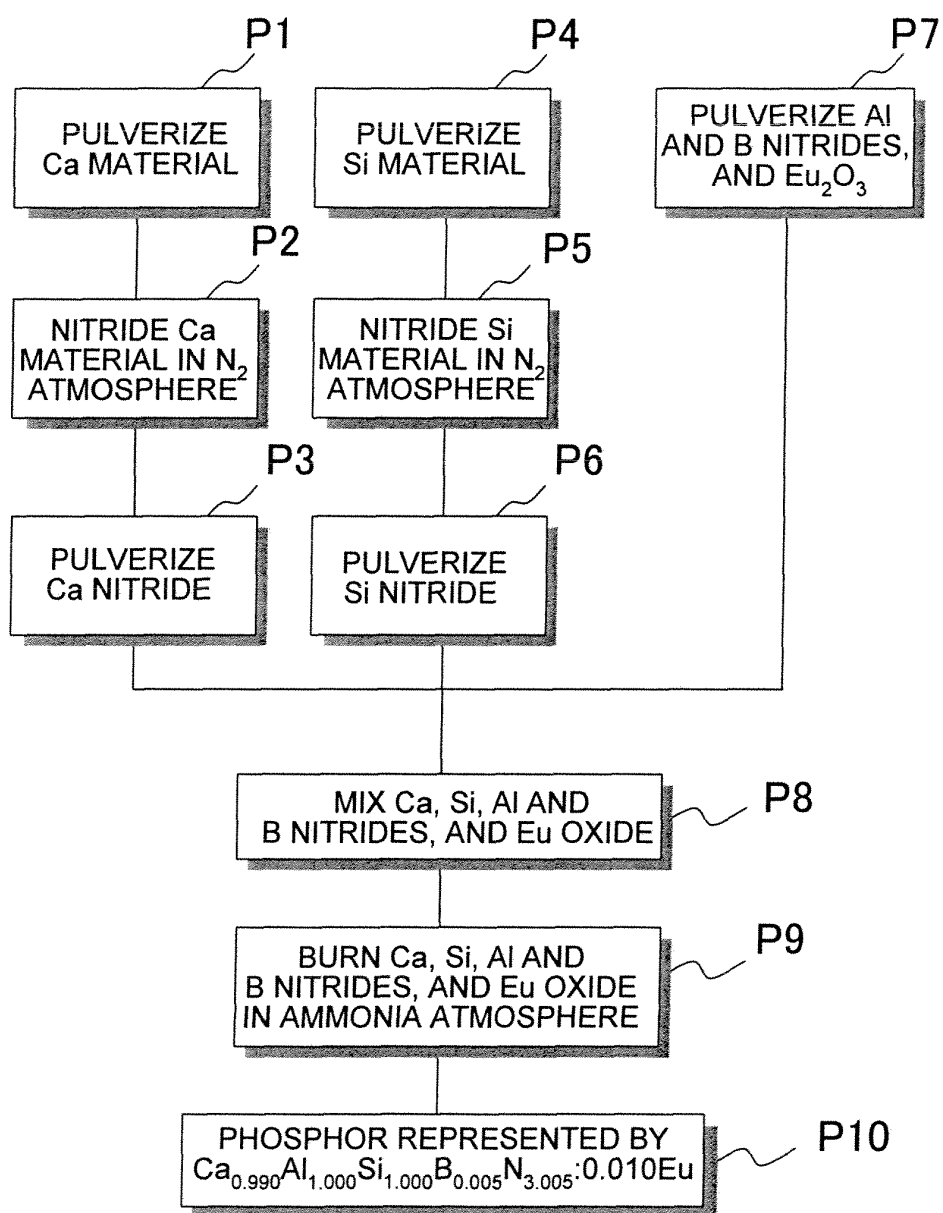 P1
P4
P7
PULVERIZE
Ca MATERIAL
PULVERIZE
Si MATERIAL
PULVERIZE Al
AND B NITRIDES,
AND Eu₂O₃
P2
P5
NITRIDE Ca
MATERIAL IN N₂
ATMOSPHERE
NITRIDE Si
MATERIAL IN N₂
ATMOSPHERE
P3
P6
PULVERIZE
Ca NITRIDE
PULVERIZE
Si NITRIDE
P8
MIX Ca, Si, Al AND
B NITRIDES, AND Eu OXIDE
P9
BURN Ca, Si, Al AND
B NITRIDES, AND Eu OXIDE
IN AMMONIA ATMOSPHERE
P10
PHOSPHOR REPRESENTED BY
Ca₀.₉₉₀Al₁.₀₀₀Si₁.₀₀₀B₀.₀₀₅N₃.₀₀₅:0.010Eu